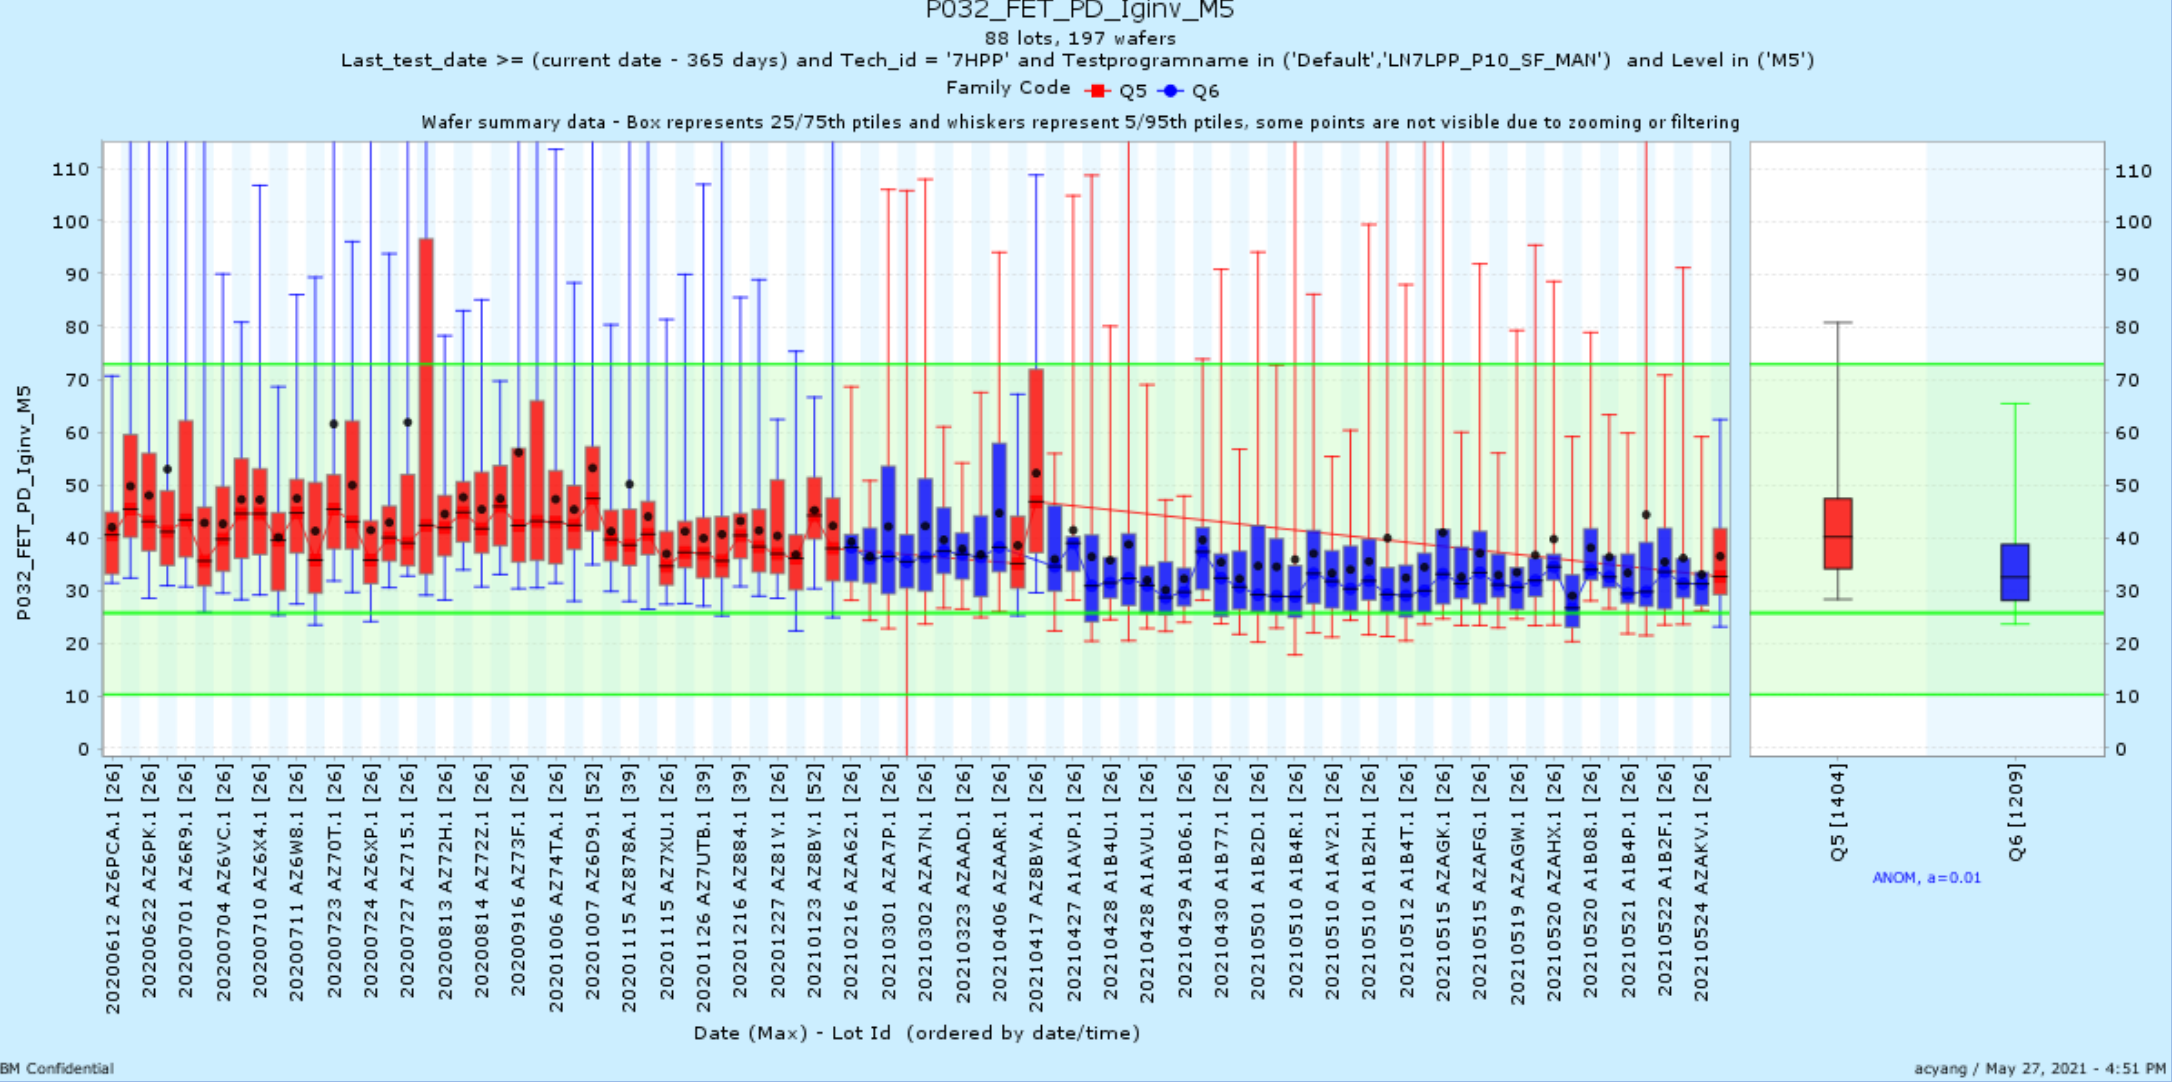 P032_FET_PD_Iginv_M5
88 lots, 197 wafers
Last_test_date >= (current date - 365 days) and Tech_id = '7HPP' and Testprogramname in ('Default','LN7LPP_P10_SF_MAN') and Level in ('M5')
Family Code Q5 Q6
Wafer summary data - Box represents 25/75th ptiles and whiskers represent 5/95th ptiles, some points are not visible due to zooming or filtering
P032_FET_PD_Iginv_M5
110
100
90
80
70
60
50
40
30
20
10
0
110
100
90
80
70
60
50
40
30
20
10
0
20200612 AZ6PCA.1 [26]
20200622 AZ6PK.1 [26]
20200701 AZ6R9.1 [26]
20200704 AZ6VC.1 [26]
20200710 AZ6X4.1 [26]
20200711 AZ6W8.1 [26]
20200723 AZ70T.1 [26]
20200724 AZ6XP.1 [26]
20200727 AZ715.1 [26]
20200813 AZ72H.1 [26]
20200814 AZ72Z.1 [26]
20200916 AZ73F.1 [26]
20201006 AZ74TA.1 [26]
20201007 AZ6D9.1 [52]
20201115 AZ878A.1 [39]
20201115 AZ7XU.1 [26]
20201126 AZ7UTB.1 [39]
20201216 AZ884.1 [39]
20201227 AZ81Y.1 [26]
20210123 AZ8BY.1 [52]
20210216 AZA62.1 [26]
20210301 AZA7P.1 [26]
20210302 AZA7N.1 [26]
20210323 AZAAD.1 [26]
20210406 AZAAR.1 [26]
20210417 AZ8BYA.1 [26]
20210427 A1AVP.1 [26]
20210428 A1B4U.1 [26]
20210428 A1AVU.1 [26]
20210429 A1B06.1 [26]
20210430 A1B77.1 [26]
20210501 A1B2D.1 [26]
20210510 A1B4R.1 [26]
20210510 A1AY2.1 [26]
20210510 A1B2H.1 [26]
20210512 A1B4T.1 [26]
20210515 AZAGK.1 [26]
20210515 AZAFG.1 [26]
20210519 AZAGW.1 [26]
20210520 AZAHX.1 [26]
20210520 A1B08.1 [26]
20210521 A1B4P.1 [26]
20210522 A1B2F.1 [26]
20210524 AZAKV.1 [26]
Q5 [1404]
Q6 [1209]
ANOM, a=0.01
Date (Max) - Lot Id (ordered by date/time)
BM Confidential
acyang / May 27, 2021 - 4:51 PM